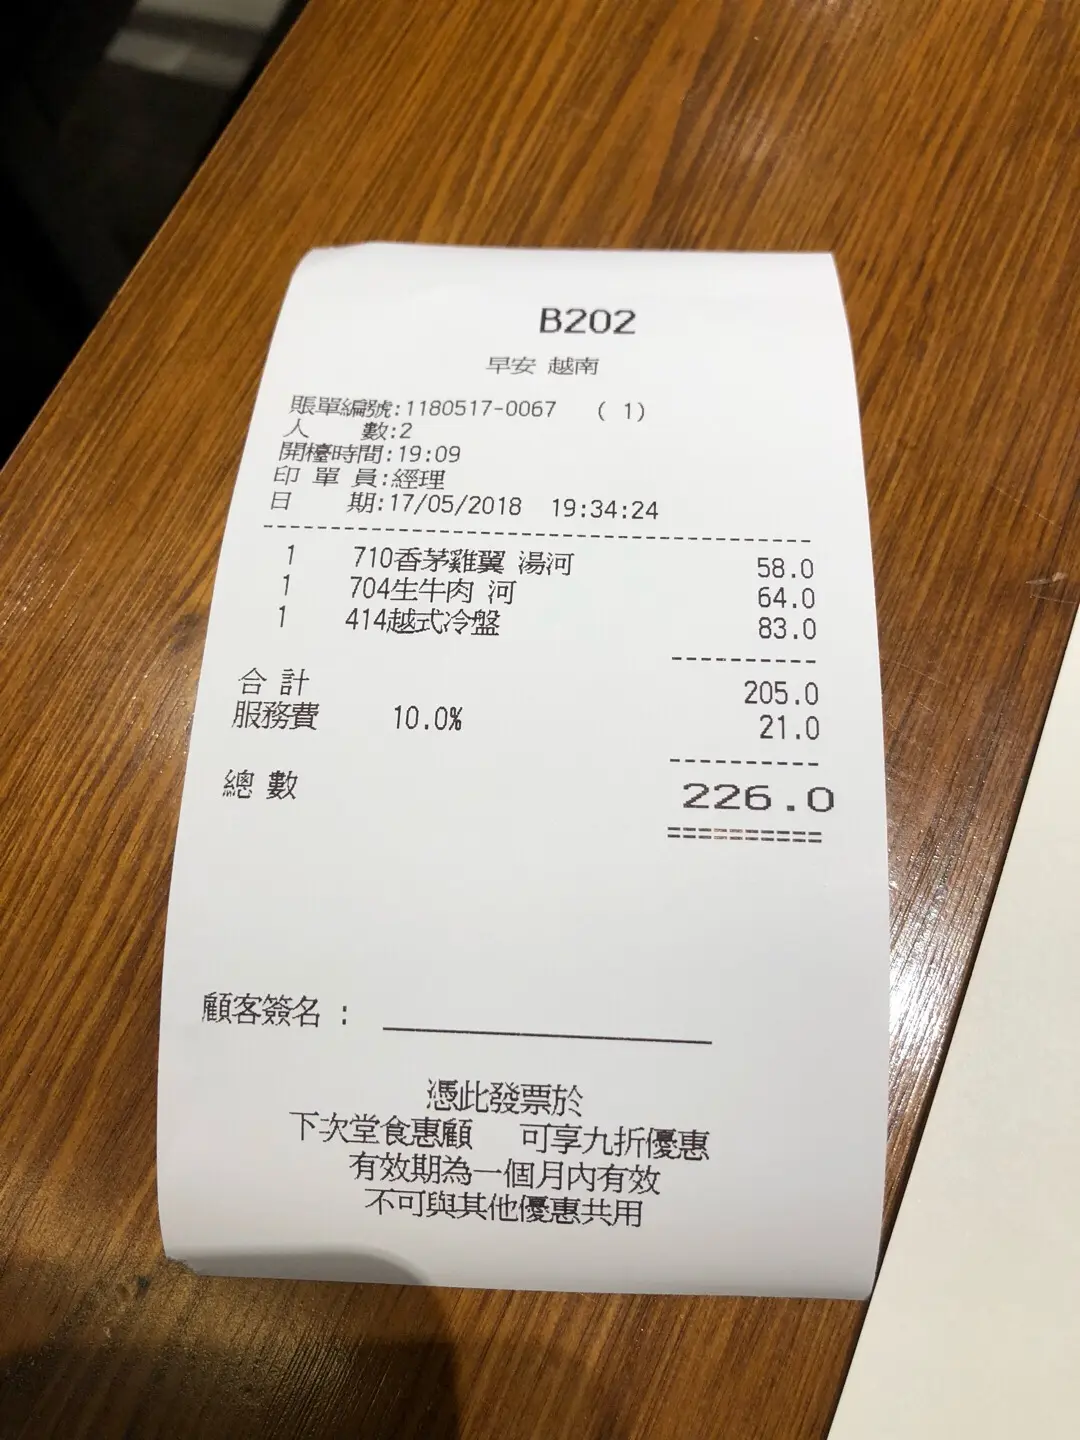 B202
早安 越南
賬單編號:1180517-0067 ( 1)
人 數:2
開檯時間:19:09
印 單 員:經理
日 期:17/05/2018 19:34:24
1 710香茅雞翼 湯河 58.0
1 704生牛肉 河 64.0
1 414越式冷盤 83.0
合 計 205.0
服務費 10.0% 21.0
總 數 226.0
顧客簽名 :
憑此發票於
下次堂食惠顧 可享九折優惠
有效期為一個月內有效
不可與其他優惠共用